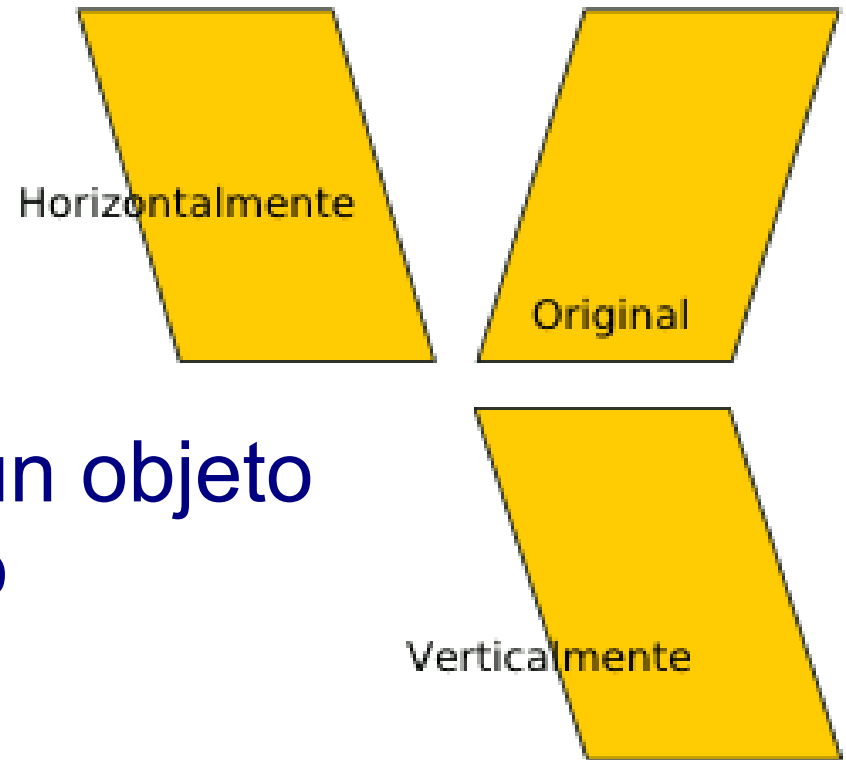 Horizontalmente
Original
un objeto
o
Verticalmente